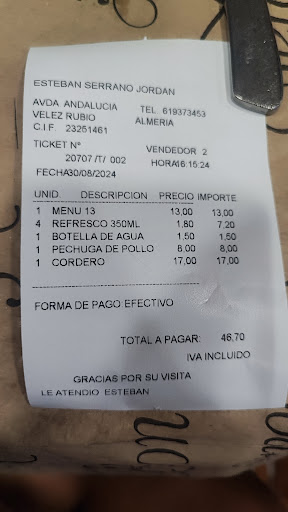 ESTEBAN SERRANO JORDAN
AVDA ANDALUCIA TEL 619373453
VELEZ RUBIO ALMERIA
C.I.F. 23251461
TICKET Nº VENDEDOR 2
20707 /T/ 002 HORA16:15:24
FECHA30/08/2024
UNID. DESCRIPCION PRECIO IMPORTE
1 MENU 13 13,00 13,00
4 REFRESCO 350ML 1,80 7,20
1 BOTELLA DE AGUA 1,50 1,50
1 PECHUGA DE POLLO 8,00 8,00
1 CORDERO 17,00 17,00
FORMA DE PAGO:EFECTIVO
TOTAL A PAGAR: 46,70
IVA INCLUIDO
GRACIAS POR SU VISITA
LE ATENDIO ESTEBAN